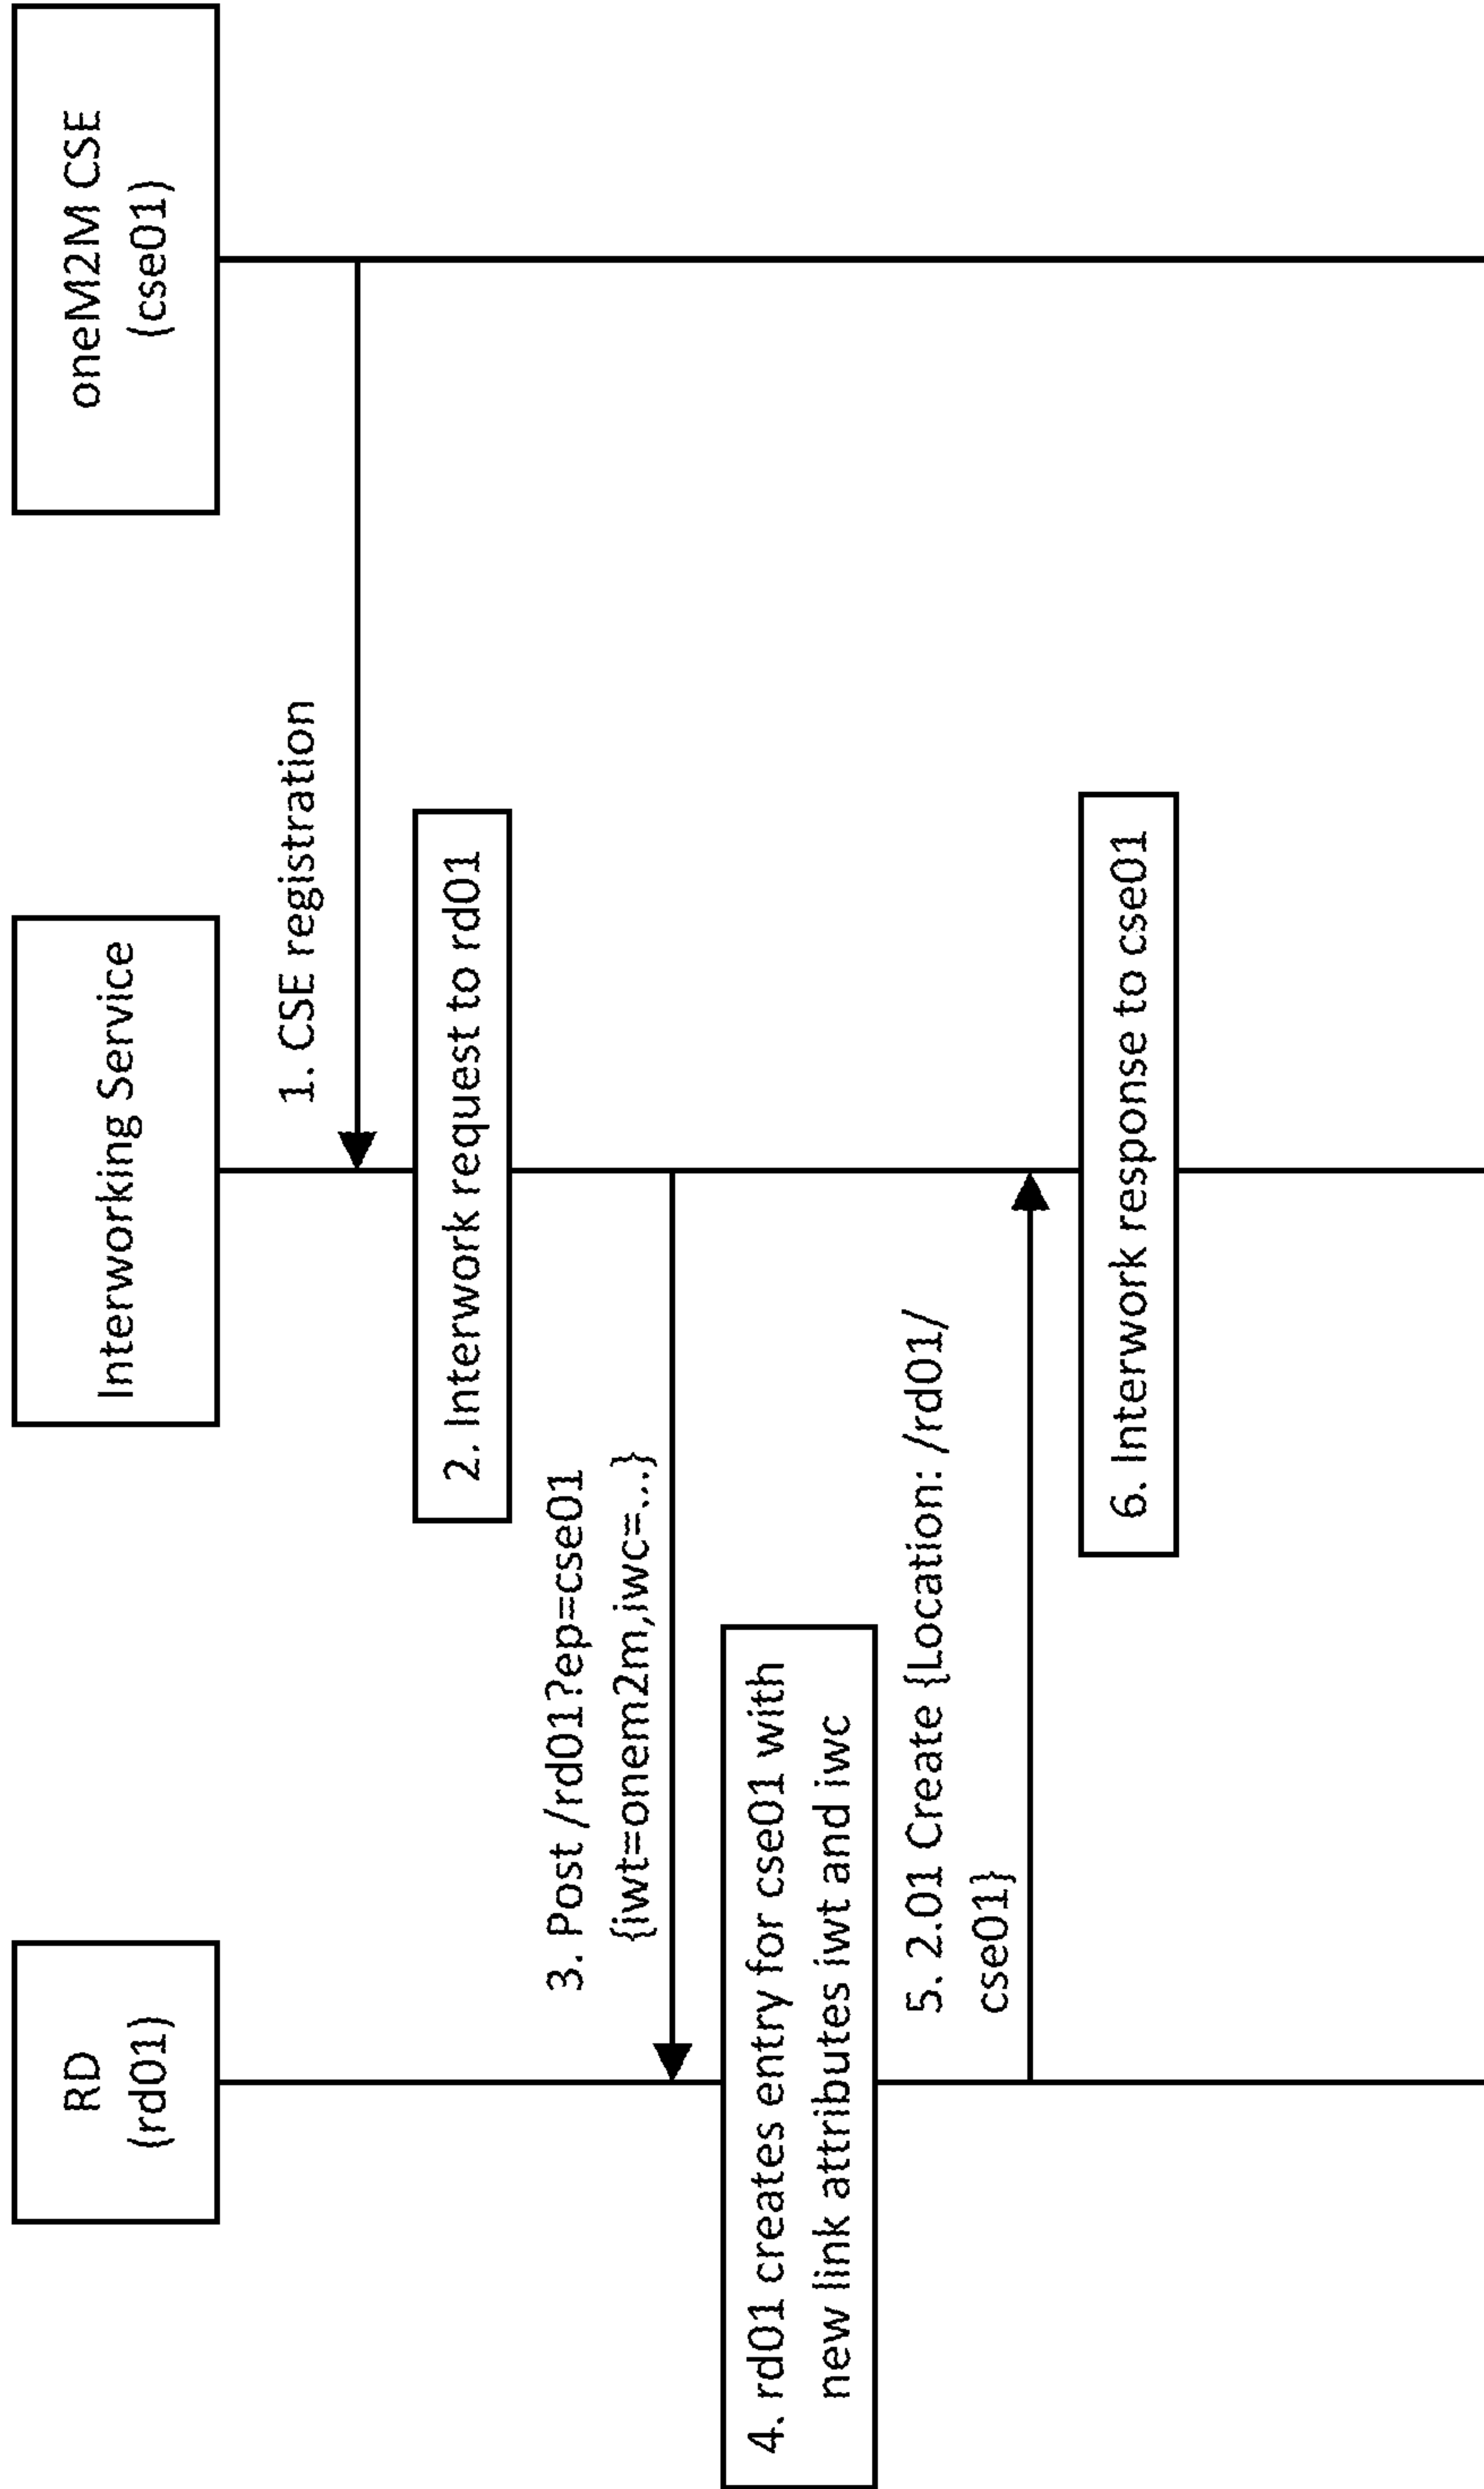 RD
(rd01)
Interworking Service
oneM2M CSE
(cse01)
1. CSE registration
2. Interwork request to rd01
3. Post /rd01?ep=cse01
{iwt=onem2m,iwc=...}
4. rd01 creates entry for cse01 with
new link attributes iwt and iwc
5. 2.01 Create {Location: /rd01/
cse01}
6. Interwork response to cse01